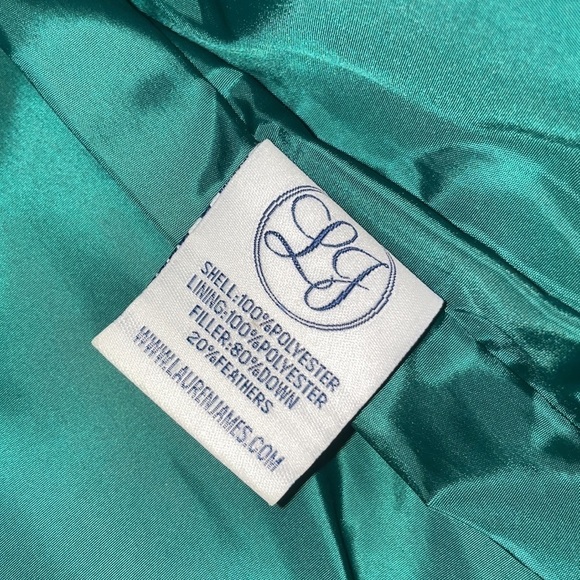 LJ
SHELL:100%POLYESTER
LINING:100%POLYESTER
FILLER:80%DOWN
20%FEATHERS
WWW.LAURENJAMES.COM